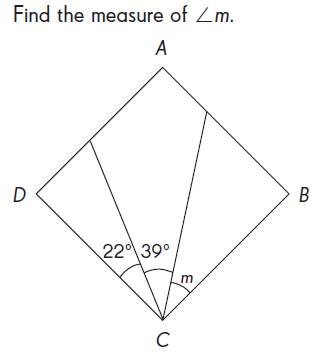 Find the measure of ∠m.
A
D
B
22° 39°
m
C